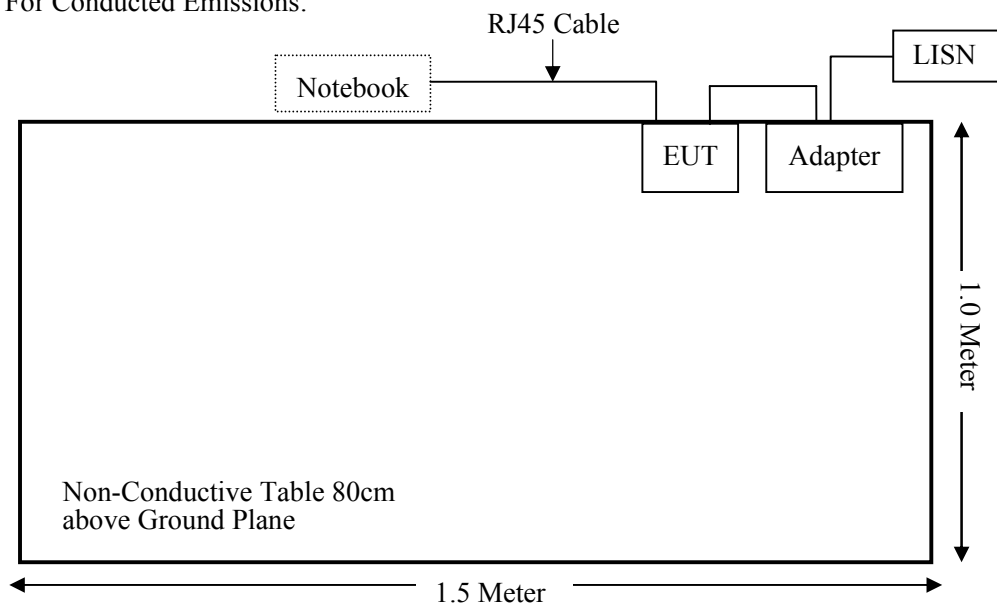 For Conducted Emissions:
RJ45 Cable
LISN
Notebook
EUT
Adapter
1.0 Meter
Non-Conductive Table 80cm
above Ground Plane
1.5 Meter